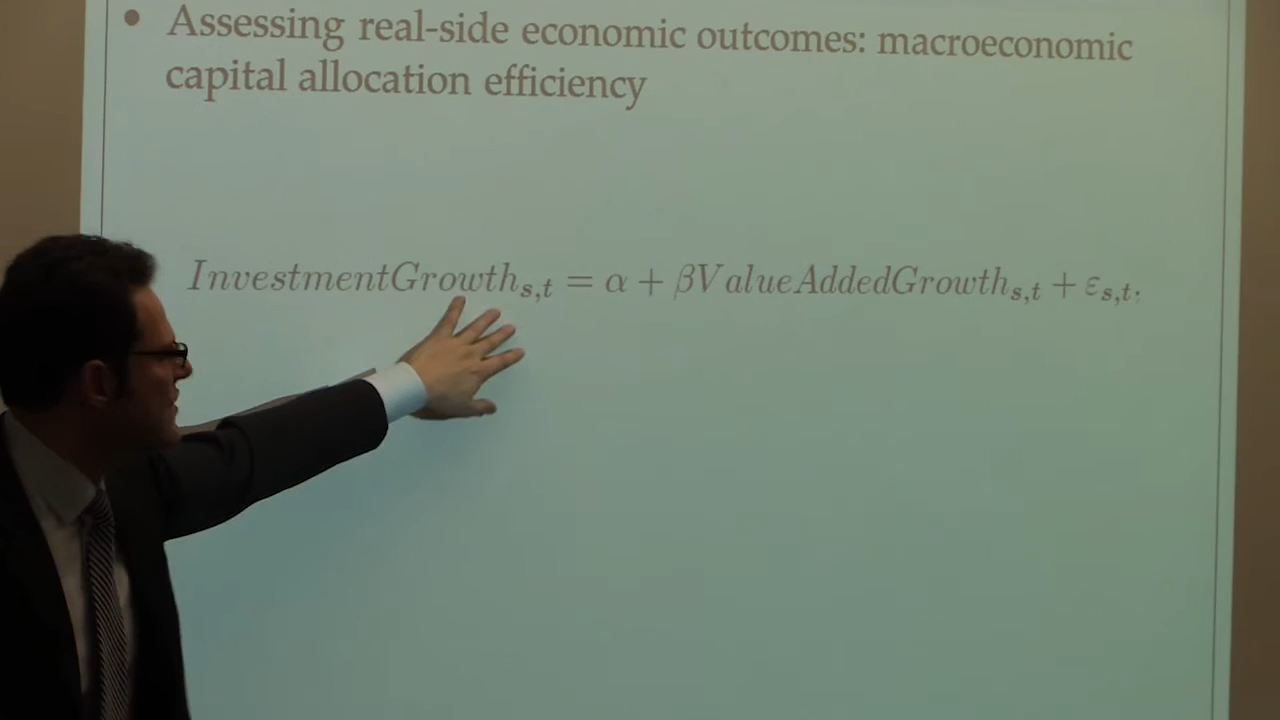 • Assessing real-side economic outcomes: macroeconomic
capital allocation efficiency
InvestmentGrowth_{s,t} = α + βValueAddedGrowth_{s,t} + ε_{s,t},